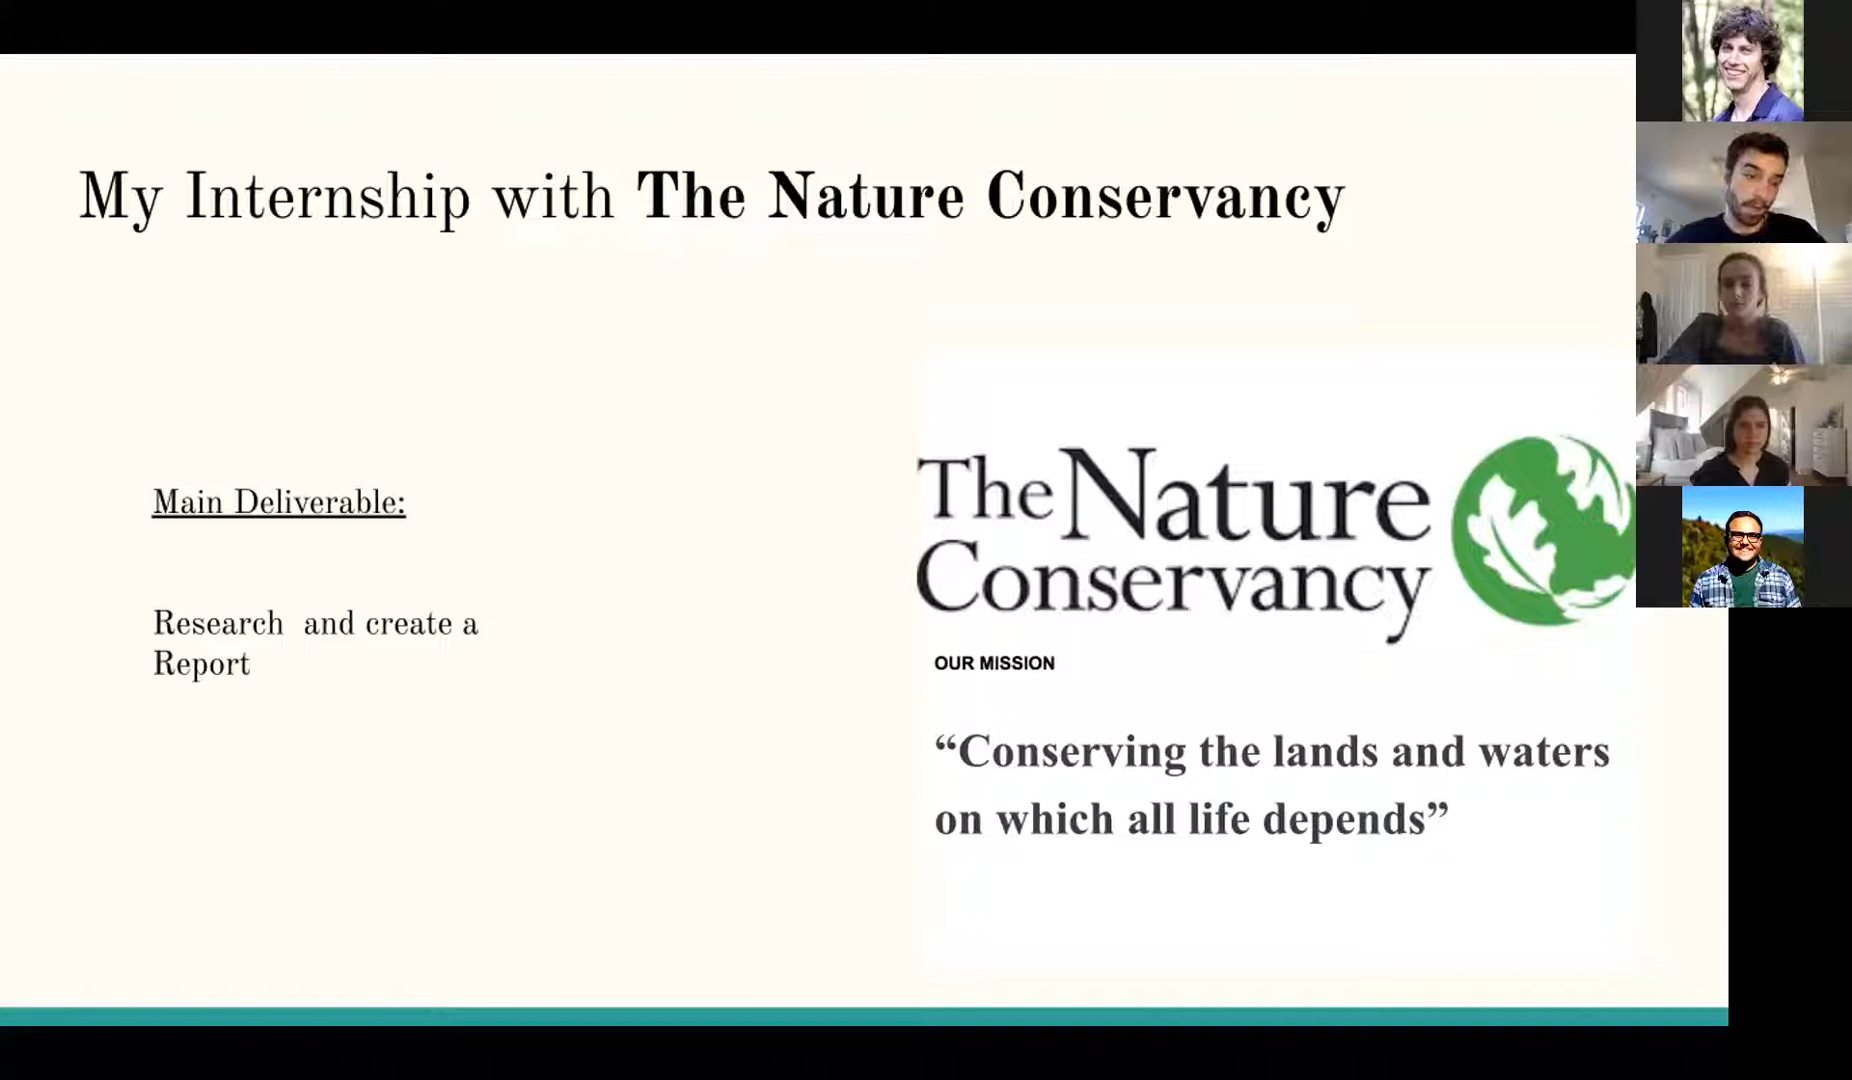 My Internship with The Nature Conservancy
Main Deliverable:
Research  and create a
Report
The Nature
Conservancy
OUR MISSION
“Conserving the lands and waters
on which all life depends”